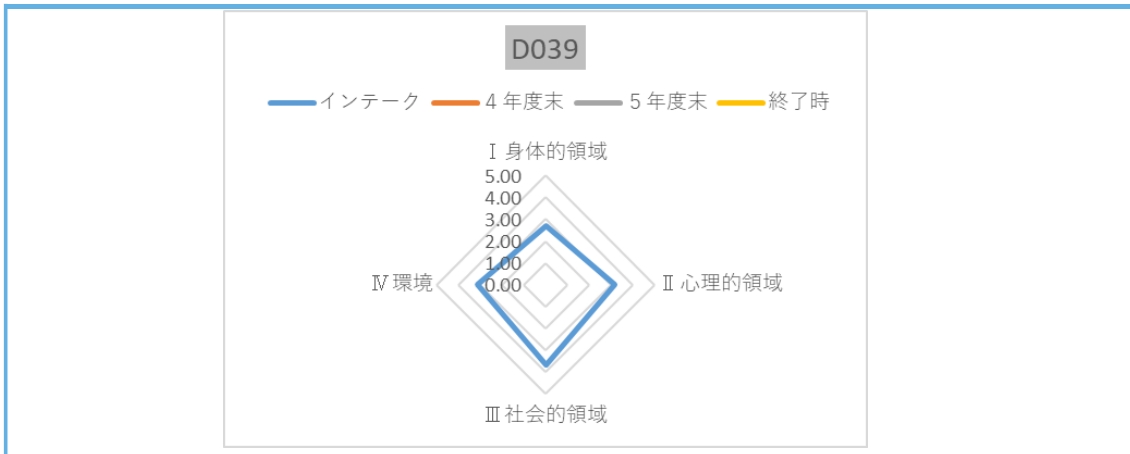 D039
インテーク 4年度末 5年度末 終了時
Ⅰ 身体的領域
5.00
4.00
3.00
2.00
1.00
0.00
Ⅳ 環境
Ⅱ 心理的領域
Ⅲ 社会的領域